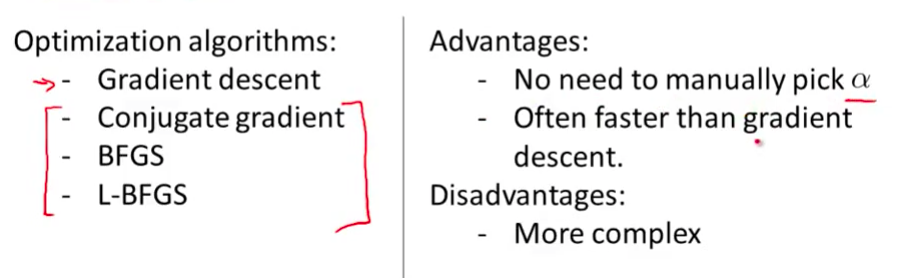 Optimization algorithms:
- Gradient descent
- Conjugate gradient
- BFGS
- L-BFGS
Advantages:
- No need to manually pick α
- Often faster than gradient
descent.
Disadvantages:
- More complex